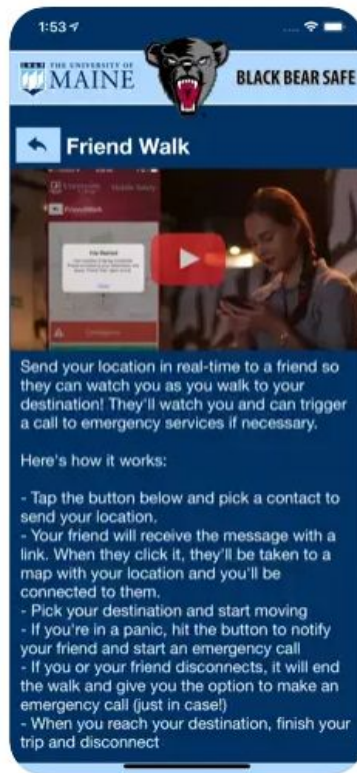 1:53
THE UNIVERSITY OF
MAINE
BLACK BEAR SAFE
Friend Walk
FriendWalk
Send your location in real-time to a friend so
they can watch you as you walk to your
destination! They'll watch you and can trigger
a call to emergency services if necessary.
Here's how it works:
- Tap the button below and pick a contact to
send your location.
- Your friend will receive the message with a
link. When they click it, they'll be taken to a
map with your location and you'll be
connected to them.
- Pick your destination and start moving
- If you're in a panic, hit the button to notify
your friend and start an emergency call
- If you or your friend disconnects, it will end
the walk and give you the option to make an
emergency call (just in case!)
- When you reach your destination, finish your
trip and disconnect